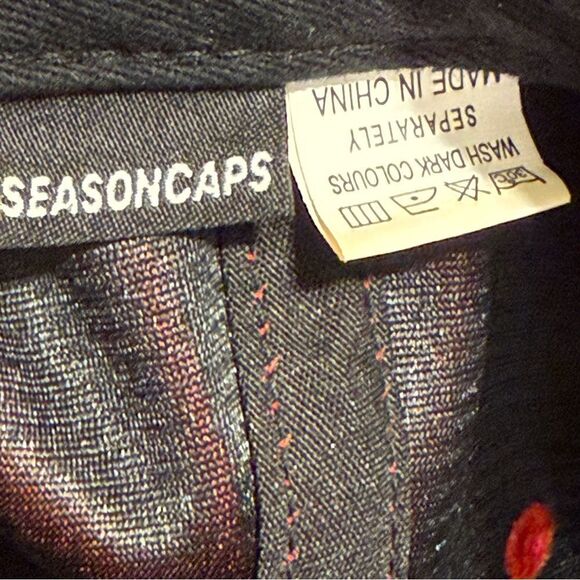 SEASONCAPS
WASH DARK COLOURS
SEPARATELY
MADE IN CHINA